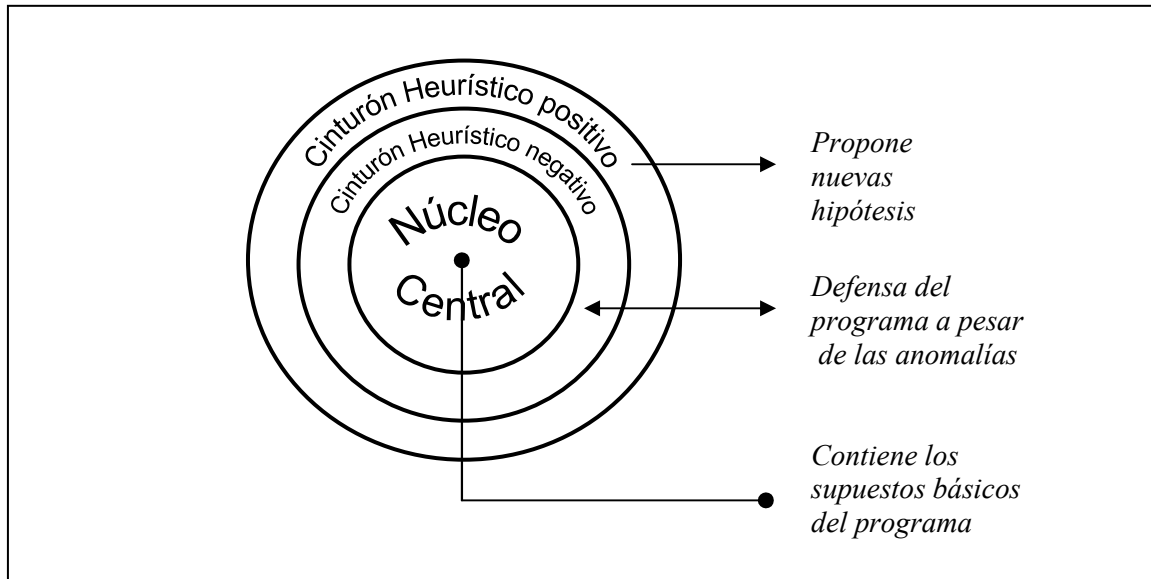 Cinturón Heurístico positivo
Cinturón Heurístico negativo
Núcleo
Central
Propone
nuevas
hipótesis
Defensa del
programa a pesar
de las anomalías
Contiene los
supuestos básicos
del programa